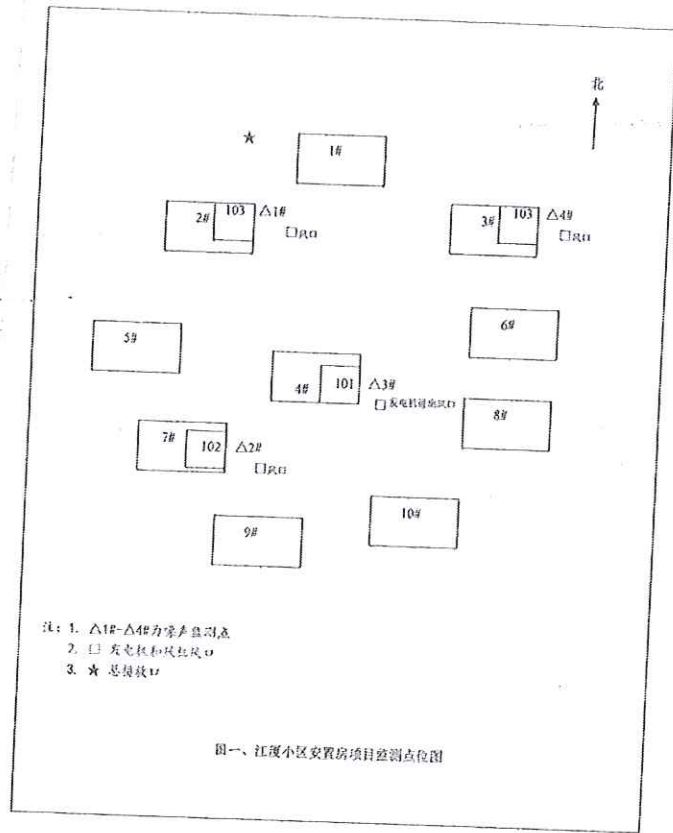 北
1#
2#
103
△1#
□风口
3#
103
△4#
□风口
5#
6#
4#
101
△3#
□发电机进出风口
8#
7#
102
△2#
□风口
9#
10#
注：1. △1#-△4#为噪声监测点
2. □ 发电机和风机风口
3. ★ 总排放口
图一、江渡小区安置房项目监测点位图